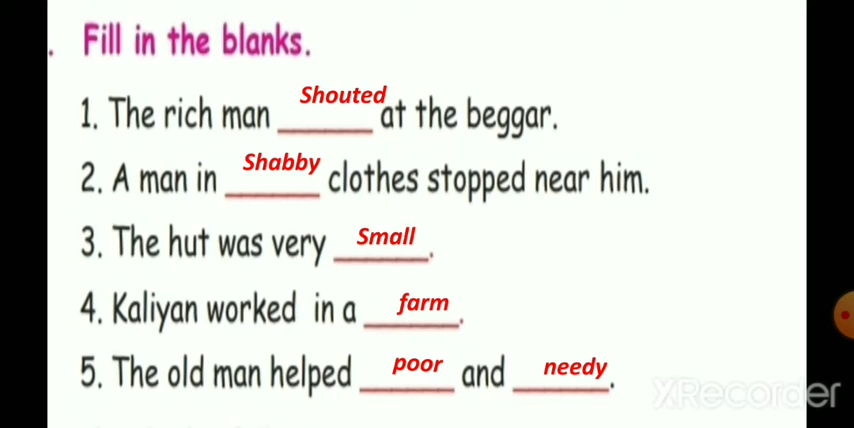 . Fill in the blanks.
1. The rich man Shouted at the beggar.
2. A man in Shabby clothes stopped near him.
3. The hut was very Small.
4. Kaliyan worked in a farm.
5. The old man helped poor and needy.
XRecorder